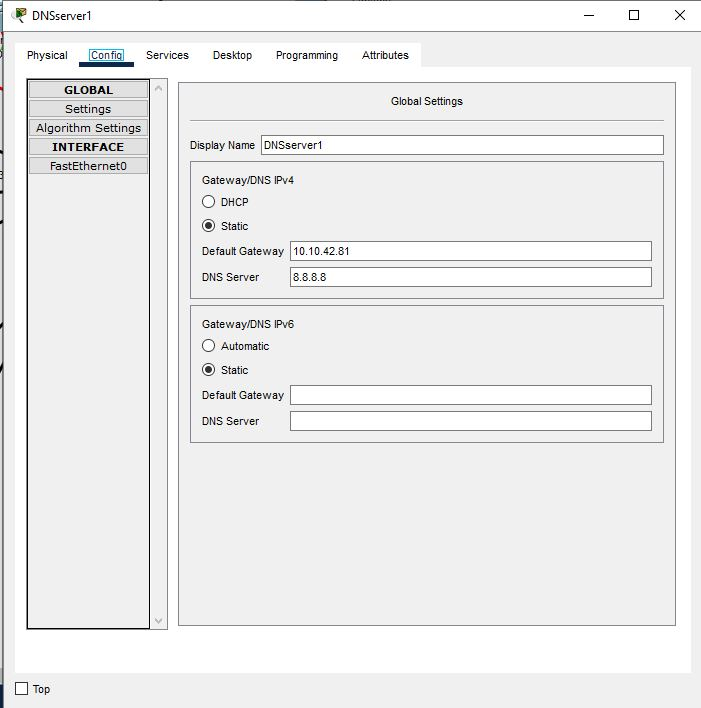 DNSserver1
Physical Config Services Desktop Programming Attributes
GLOBAL
Settings
Algorithm Settings
INTERFACE
FastEthernet0
Global Settings
Display Name DNSserver1
Gateway/DNS IPv4
DHCP
Static
Default Gateway 10.10.42.81
DNS Server 8.8.8.8
Gateway/DNS IPv6
Automatic
Static
Default Gateway
DNS Server
Top